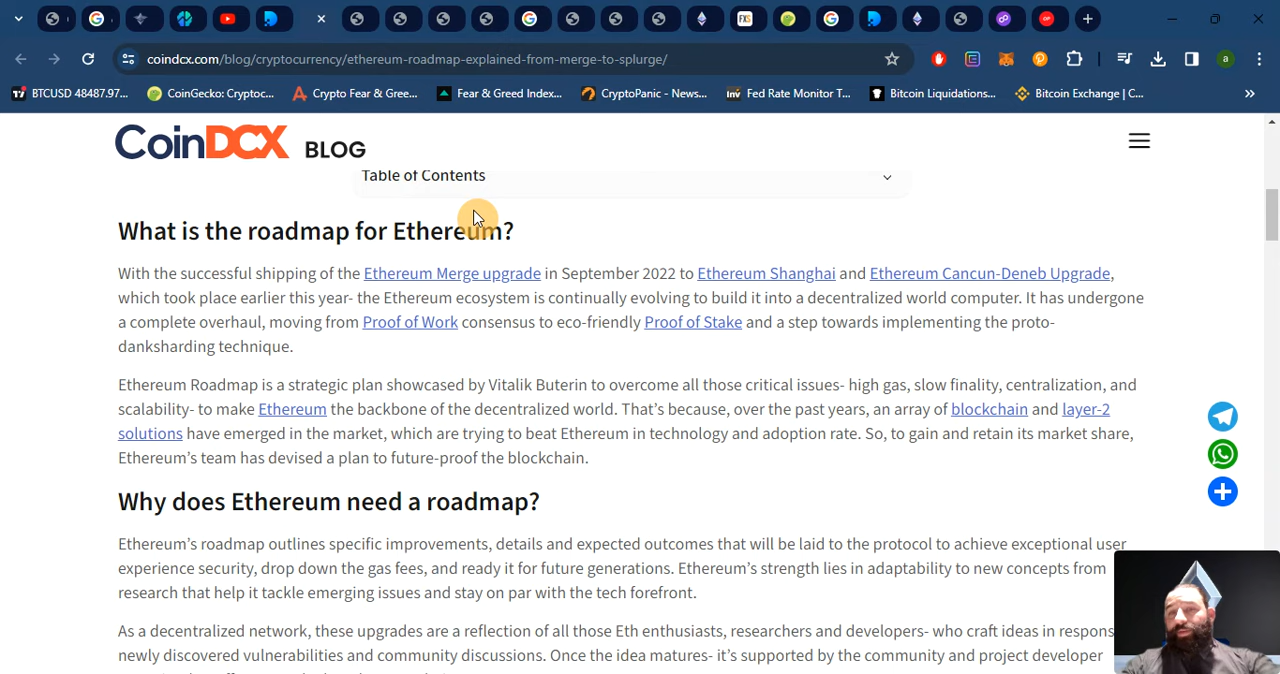 coindcx.com/blog/cryptocurrency/ethereum-roadmap-explained-from-merge-to-splurge/
BTCUSD 48487.97... CoinGecko: Cryptoc... Crypto Fear & Gree... Fear & Greed Index... CryptoPanic - News... Fed Rate Monitor T... Bitcoin Liquidations... Bitcoin Exchange | C...
CoinDCX BLOG
Table of Contents
What is the roadmap for Ethereum?
With the successful shipping of the Ethereum Merge upgrade in September 2022 to Ethereum Shanghai and Ethereum Cancun-Deneb Upgrade,
which took place earlier this year- the Ethereum ecosystem is continually evolving to build it into a decentralized world computer. It has undergone
a complete overhaul, moving from Proof of Work consensus to eco-friendly Proof of Stake and a step towards implementing the proto-
danksharding technique.
Ethereum Roadmap is a strategic plan showcased by Vitalik Buterin to overcome all those critical issues- high gas, slow finality, centralization, and
scalability- to make Ethereum the backbone of the decentralized world. That's because, over the past years, an array of blockchain and layer-2
solutions have emerged in the market, which are trying to beat Ethereum in technology and adoption rate. So, to gain and retain its market share,
Ethereum's team has devised a plan to future-proof the blockchain.
Why does Ethereum need a roadmap?
Ethereum's roadmap outlines specific improvements, details and expected outcomes that will be laid to the protocol to achieve exceptional user
experience security, drop down the gas fees, and ready it for future generations. Ethereum's strength lies in adaptability to new concepts from
research that help it tackle emerging issues and stay on par with the tech forefront.
As a decentralized network, these upgrades are a reflection of all those Eth enthusiasts, researchers and developers- who craft ideas in respons
newly discovered vulnerabilities and community discussions. Once the idea matures- it's supported by the community and project developer